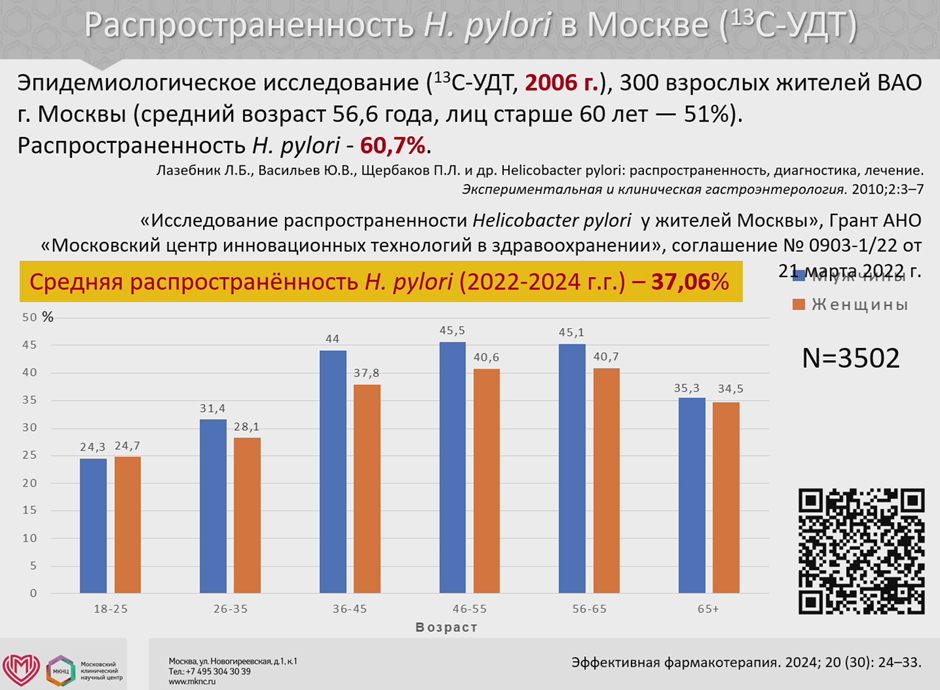 Распространенность H. pylori в Москве (¹³С-УДТ)
Эпидемиологическое исследование (¹³С-УДТ, 2006 г.), 300 взрослых жителей ВАО
г. Москвы (средний возраст 56,6 года, лиц старше 60 лет — 51%).
Распространенность H. pylori - 60,7%.
Лазебник Л.Б., Васильев Ю.В., Щербаков П.Л. и др. Helicobacter pylori: распространенность, диагностика, лечение.
Экспериментальная и клиническая гастроэнтерология. 2010;2:3–7
«Исследование распространенности Helicobacter pylori у жителей Москвы», Грант АНО
«Московский центр инновационных технологий в здравоохранении», соглашение № 0903-1/22 от
21 марта 2022 г.
Средняя распространённость H. pylori (2022-2024 г.г.) – 37,06%
Мужчины
Женщины
N=3502
50 %
45
40
35
30
25
20
15
10
5
0
24,3 24,7
31,4 28,1
44 37,8
45,5 40,6
45,1 40,7
35,3 34,5
18-25 26-35 36-45 46-55 56-65 65+
Возраст
МКНЦ
Московский
клинический
научный центр
Москва, ул. Новогиреевская, д.1, к.1
Тел.: +7 495 304 30 39
www.mknc.ru
Эффективная фармакотерапия. 2024; 20 (30): 24–33.